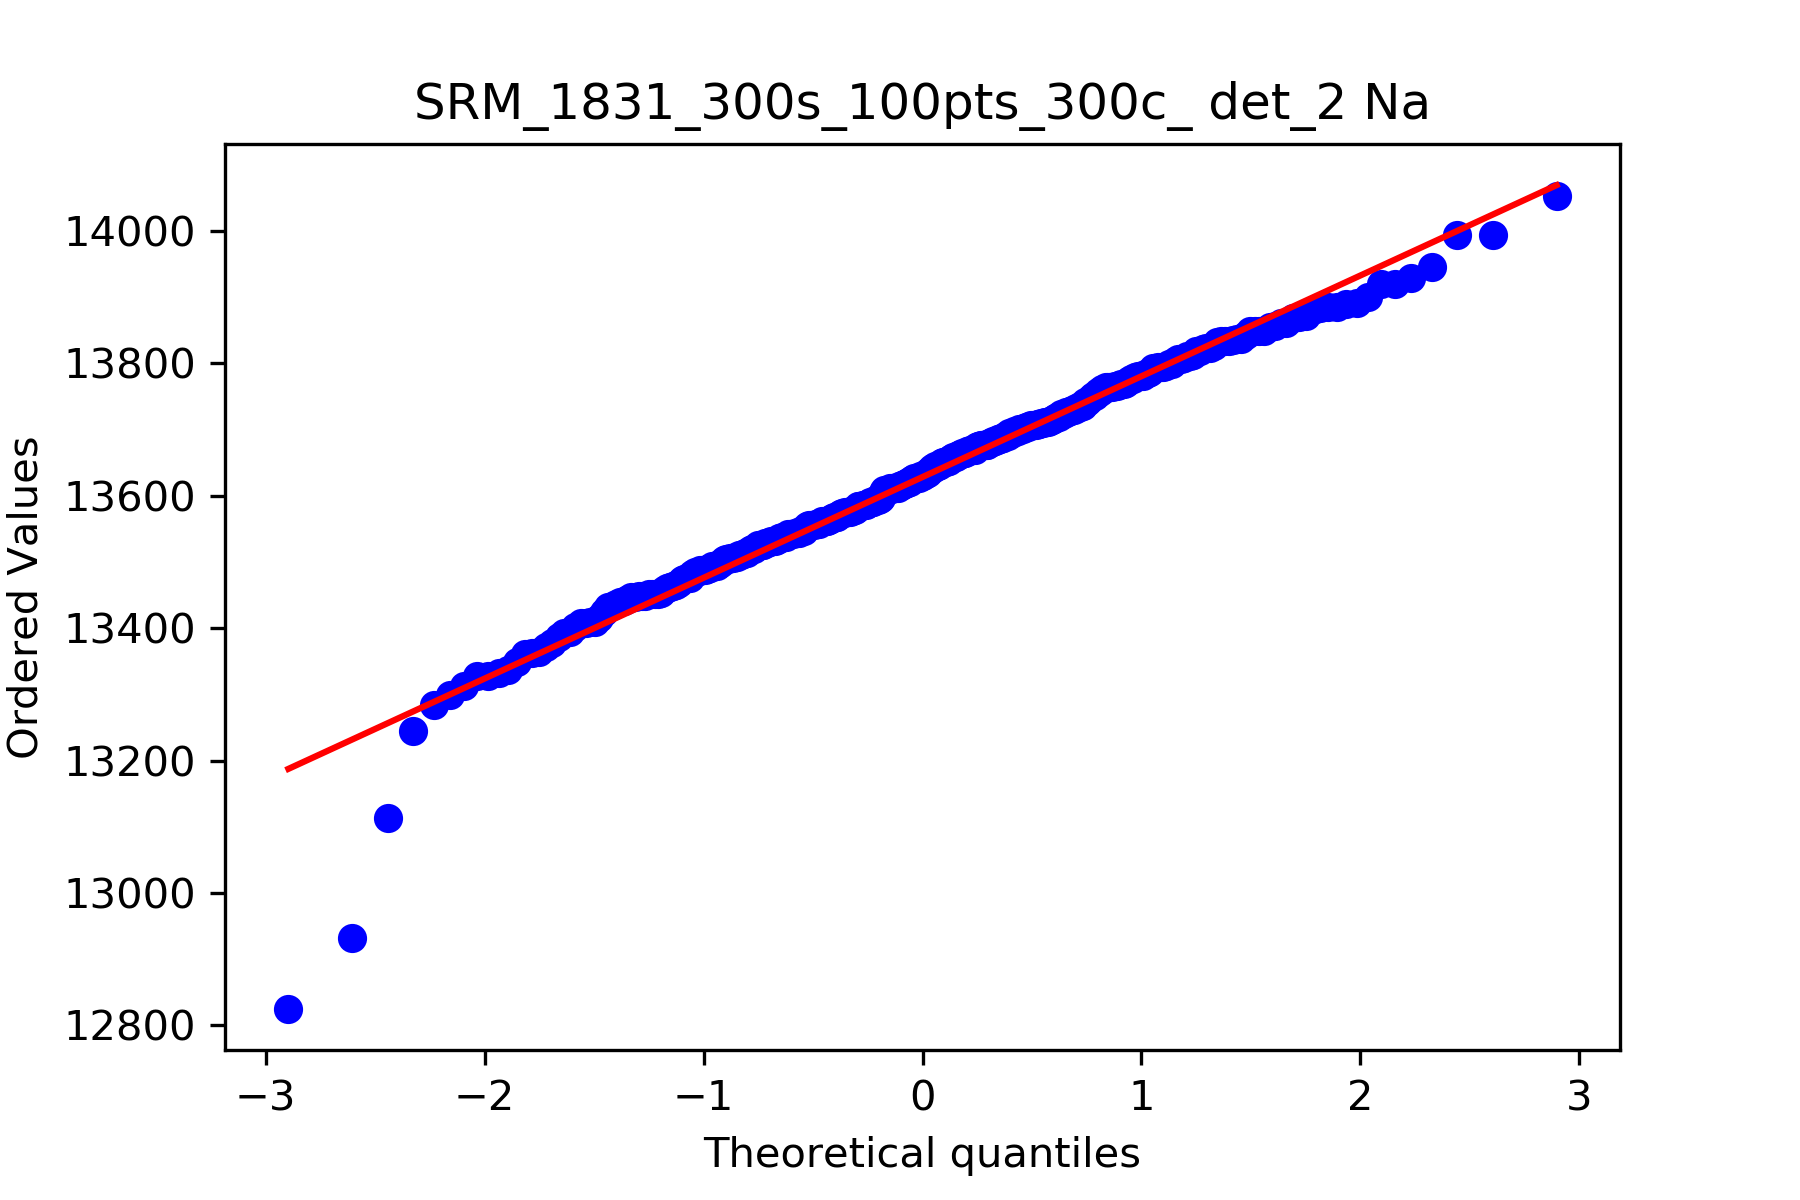 SRM_1831_300s_100pts_300c_ det_2 Na
14000
13800
13600
13400
13200
13000
12800
Ordered Values
−3 −2 −1 0 1 2 3
Theoretical quantiles